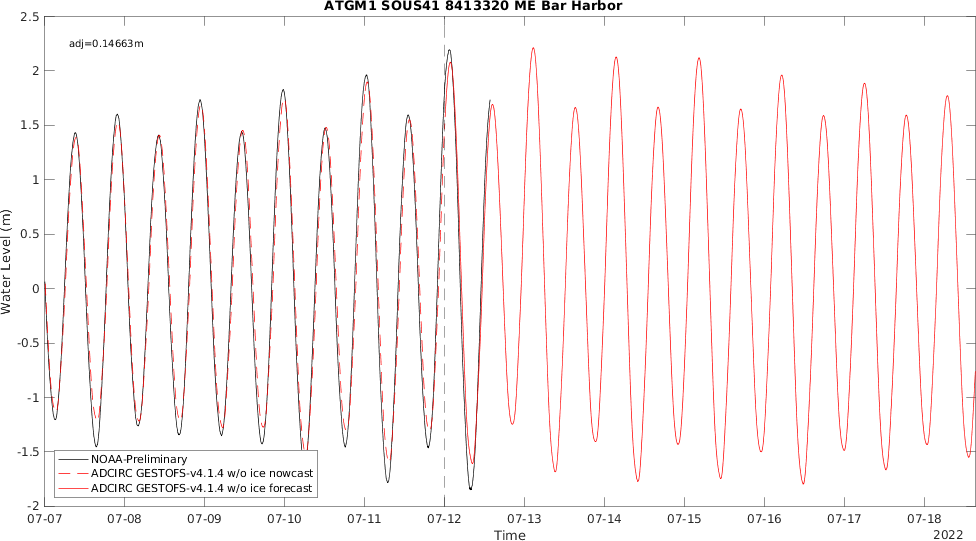 ATGM1 SOUS41 8413320 ME Bar Harbor
adj=0.14663m
2.5
2
1.5
1
0.5
0
-0.5
-1
-1.5
-2
Water Level (m)
NOAA-Preliminary
ADCIRC GESTOFS-v4.1.4 w/o ice nowcast
ADCIRC GESTOFS-v4.1.4 w/o ice forecast
07-07 07-08 07-09 07-10 07-11 07-12 07-13 07-14 07-15 07-16 07-17 07-18
Time
2022